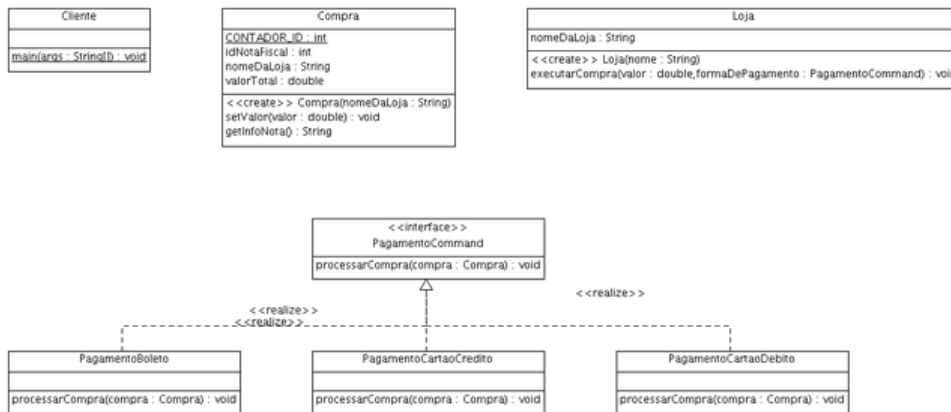 Cliente
main(args : String[]) : void
Compra
CONTADOR_ID : int
idNotaFiscal : int
nomeDaLoja : String
valorTotal : double
<<create>> Compra(nomeDaLoja : String)
setValor(valor : double) : void
getInfoNota() : String
Loja
nomeDaLoja : String
<<create>> Loja(nome : String)
executarCompra(valor : double,formaDePagamento : PagamentoCommand) : voi
<<interface>>
PagamentoCommand
processarCompra(compra : Compra) : void
<<realize>>
<<realize>>
<<realize>>
PagamentoBoleto
processarCompra(compra : Compra) : void
PagamentoCartaoCredito
processarCompra(compra : Compra) : void
PagamentoCartaoDebito
processarCompra(compra : Compra) : void